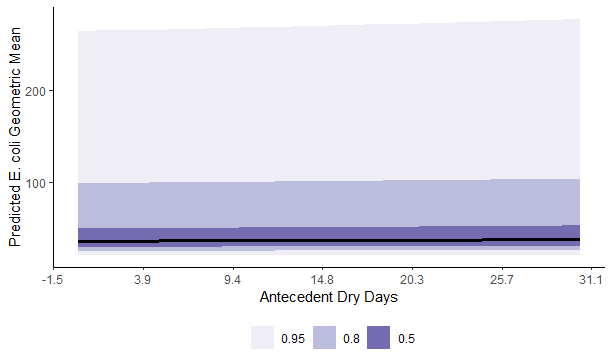 Predicted E. coli Geometric Mean
200
100
-1.5 3.9 9.4 14.8 20.3 25.7 31.1
Antecedent Dry Days
0.95 0.8 0.5